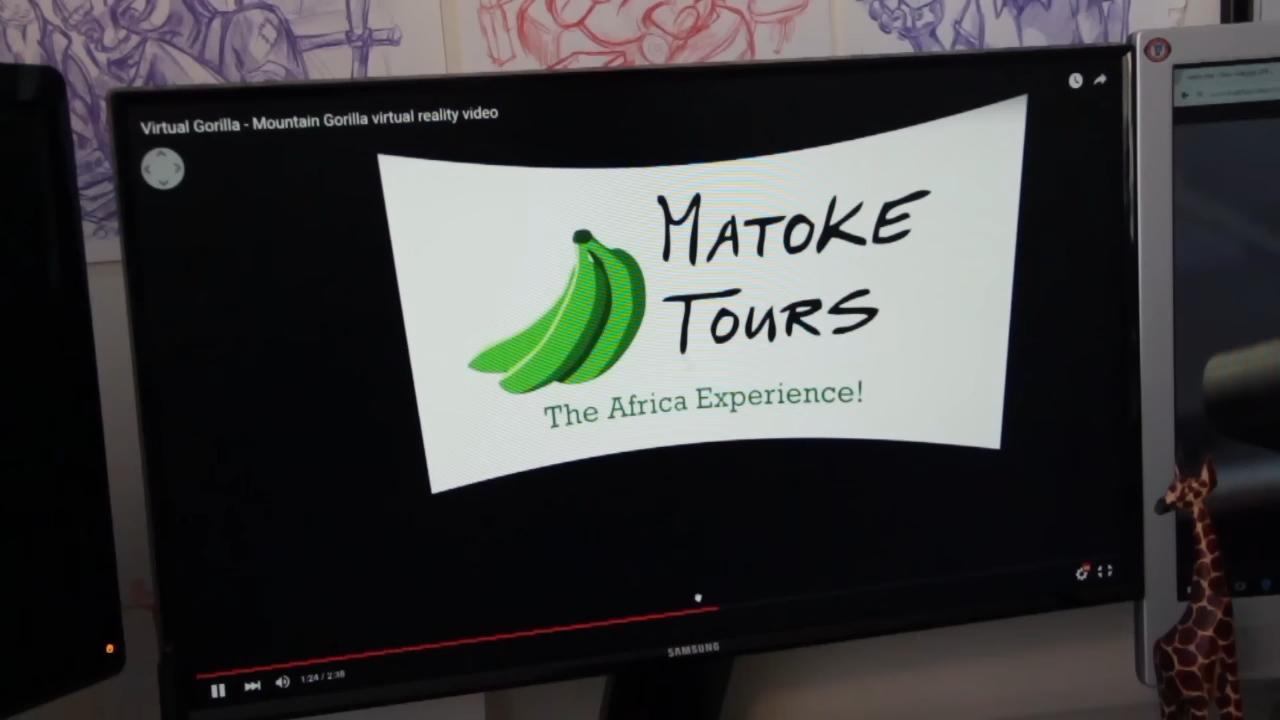 Virtual Gorilla - Mountain Gorilla virtual reality video
MATOKE
TOURS
The Africa Experience!
SAMSUNG
1:24 / 2:38